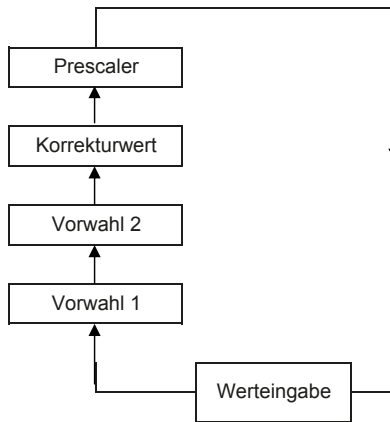 Prescaler
Korrekturwert
Vorwahl 2
Vorwahl 1
Werteingabe